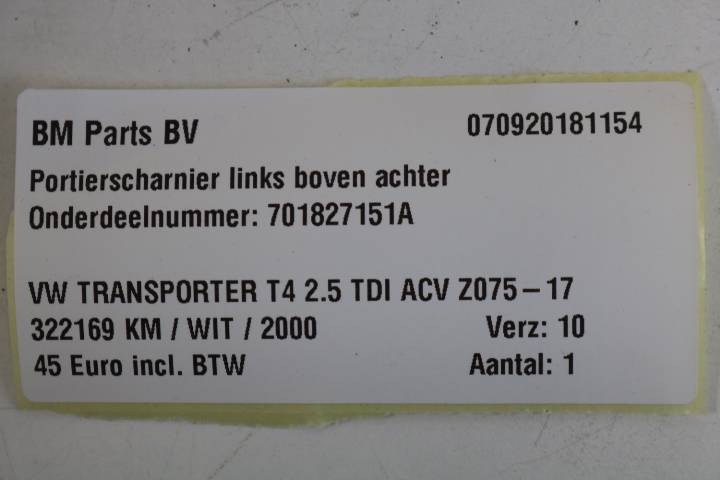 BM Parts BV 070920181154
Portierscharnier links boven achter
Onderdeelnummer: 701827151A
VW TRANSPORTER T4 2.5 TDI ACV Z075-17
322169 KM / WIT / 2000 Verz: 10
45 Euro incl. BTW Aantal: 1